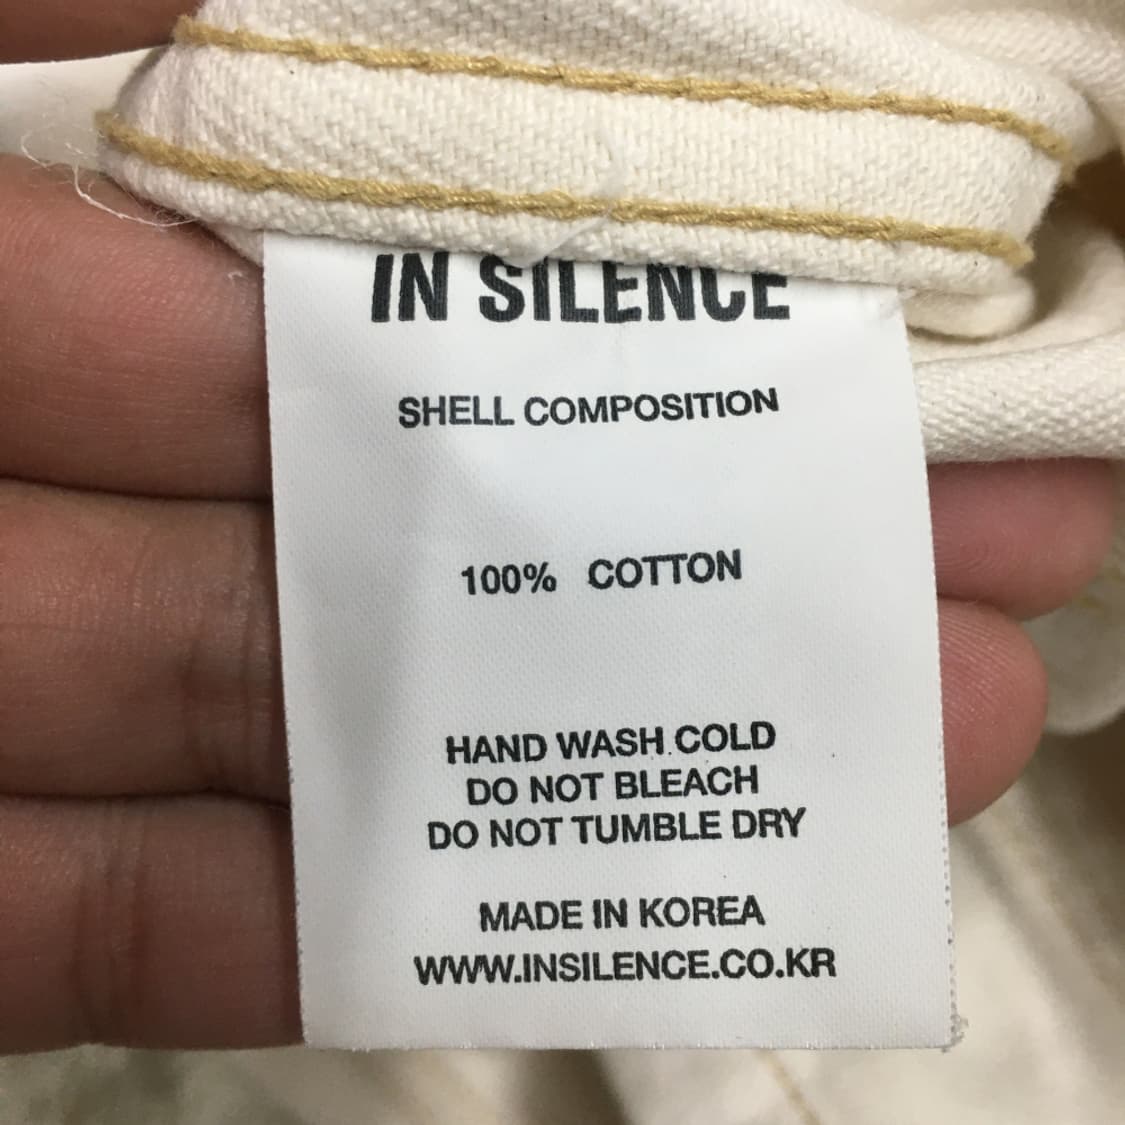 IN SILENCE
SHELL COMPOSITION
100% COTTON
HAND WASH COLD
DO NOT BLEACH
DO NOT TUMBLE DRY
MADE IN KOREA
WWW.INSILENCE.CO.KR